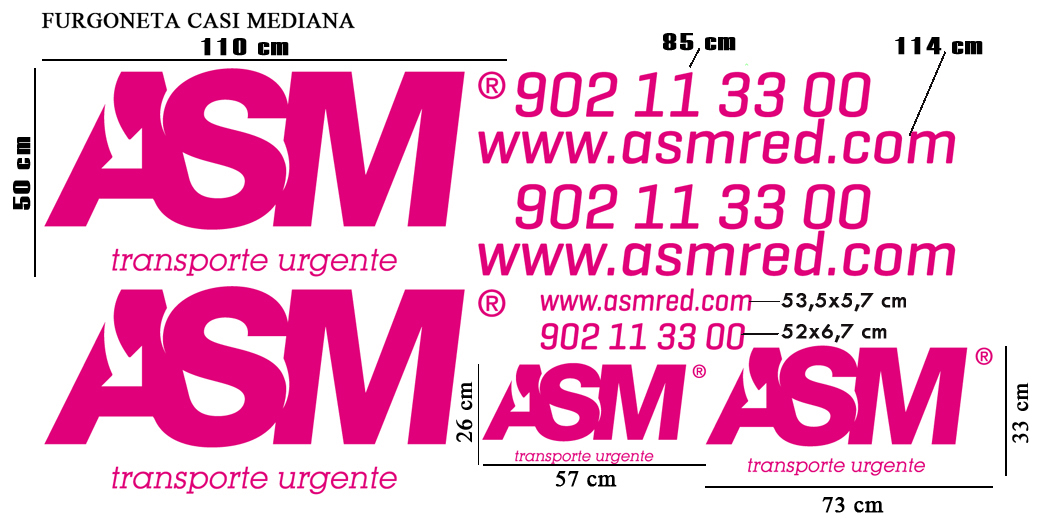 FURGONETA CASI MEDIANA
110 cm
85 cm
114 cm
50 cm
ASM®
transporte urgente
902 11 33 00
www.asmred.com
902 11 33 00
www.asmred.com
ASM®
transporte urgente
www.asmred.com
53,5x5,7 cm
902 11 33 00
52x6,7 cm
26 cm
ASM®
transporte urgente
57 cm
ASM®
transporte urgente
33 cm
73 cm